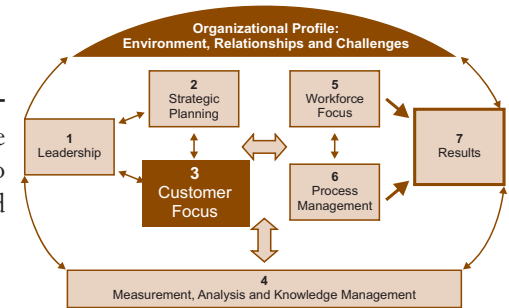 Organizational Profile:
Environment, Relationships and Challenges
2
Strategic
Planning
5
Workforce
Focus
1
Leadership
7
Results
3
Customer
Focus
6
Process
Management
4
Measurement, Analysis and Knowledge Management